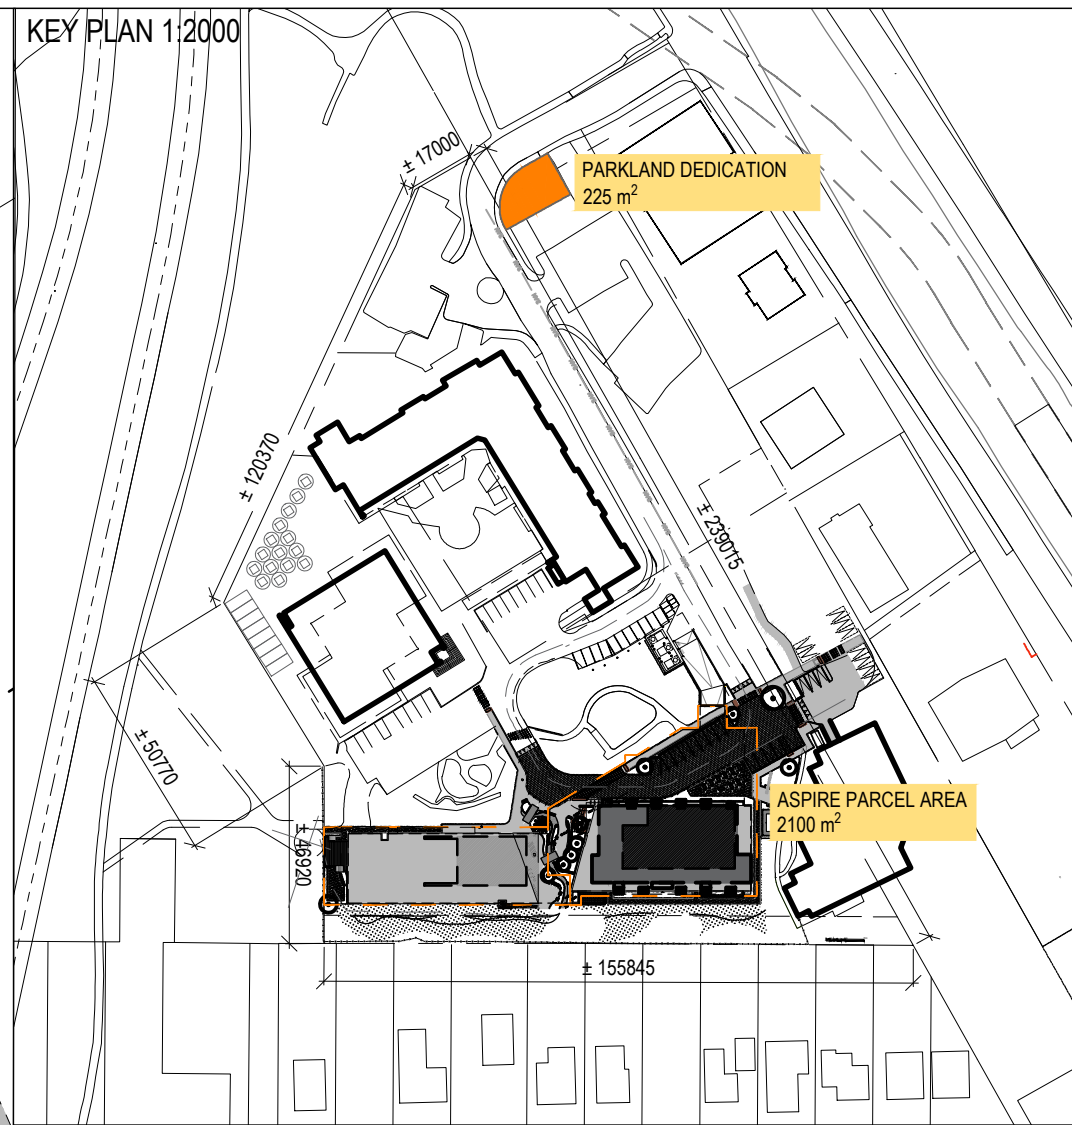 KEY PLAN 1:2000
± 17000
PARKLAND DEDICATION
225 m²
± 120370
± 239015
± 50770
± 46920
ASPIRE PARCEL AREA
2100 m²
± 155845